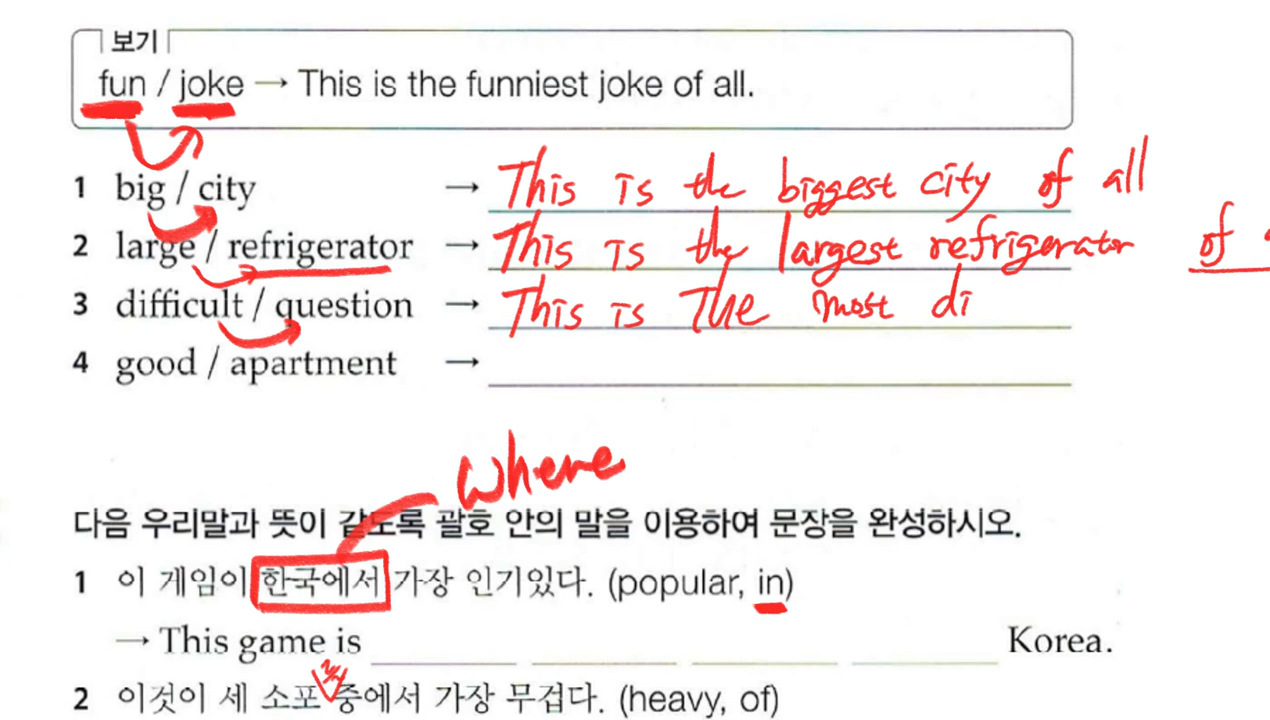 보기
fun / joke → This is the funniest joke of all.
1 big / city → This is the biggest city of all
2 large / refrigerator → This is the largest refrigerator of
3 difficult / question → This is The most di
4 good / apartment →
where
다음 우리말과 뜻이 같도록 괄호 안의 말을 이용하여 문장을 완성하시오.
1 이 게임이 한국에서 가장 인기있다. (popular, in)
→ This game is Korea.
2 이것이 세 소포 중에서 가장 무겁다. (heavy, of)